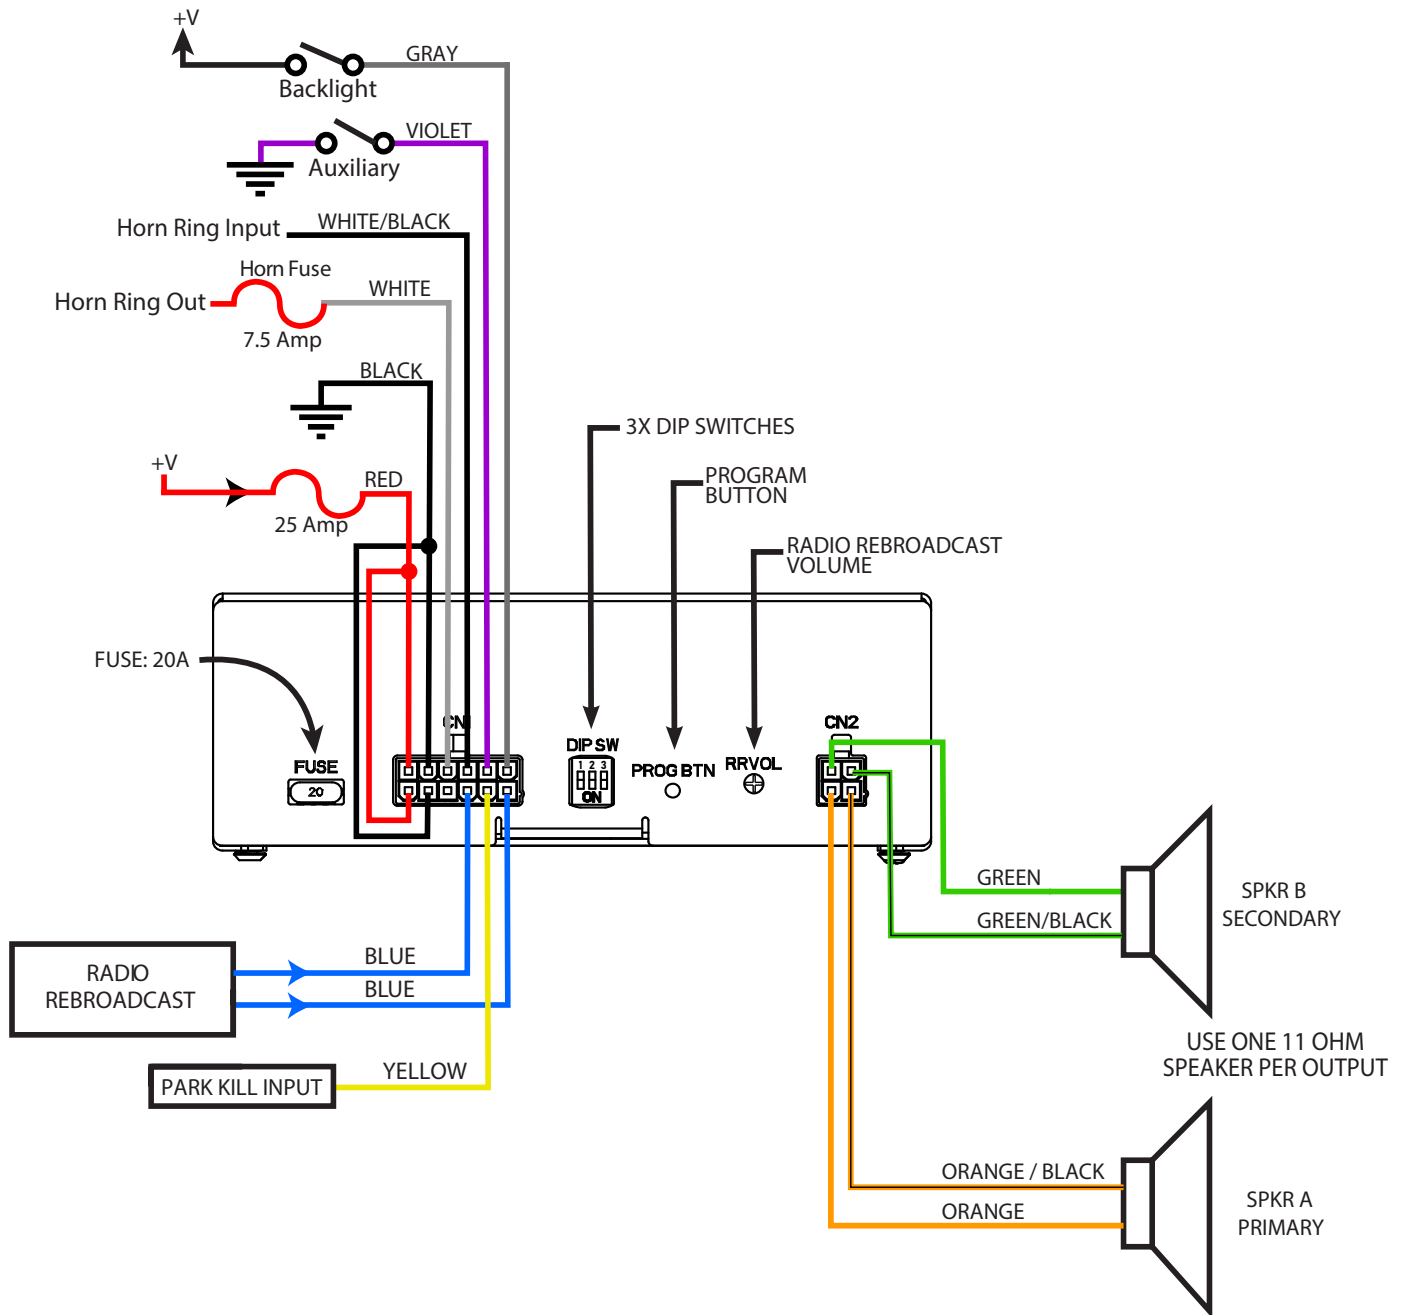 +V
GRAY
Backlight
VIOLET
Auxiliary
WHITE/BLACK
Horn Ring Input
Horn Fuse
WHITE
Horn Ring Out
7.5 Amp
BLACK
+V
RED
25 Amp
3X DIP SWITCHES
PROGRAM
BUTTON
RADIO REBROADCAST
VOLUME
FUSE: 20A
FUSE
20
CN1
DIP SW
1 2 3
ON
PROG BTN
RRVOL
CN2
GREEN
GREEN/BLACK
SPKR B
SECONDARY
RADIO
REBROADCAST
BLUE
BLUE
PARK KILL INPUT
YELLOW
USE ONE 11 OHM
SPEAKER PER OUTPUT
ORANGE / BLACK
ORANGE
SPKR A
PRIMARY